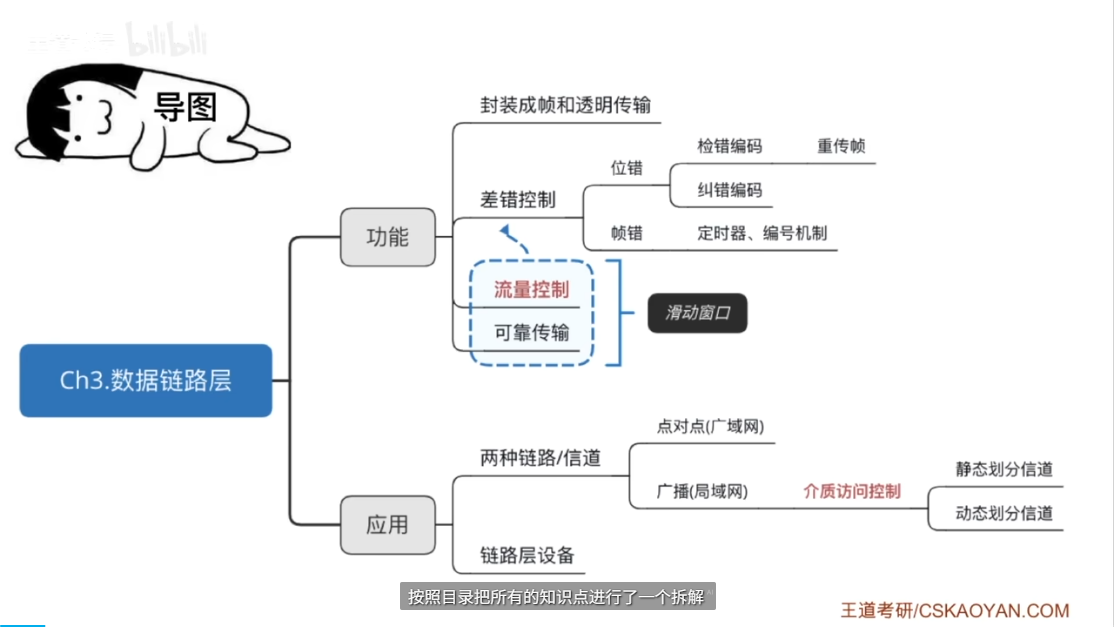 bilibili
导图
封装成帧和透明传输
检错编码
重传帧
位错
纠错编码
差错控制
帧错
定时器、编号机制
功能
流量控制
滑动窗口
可靠传输
Ch3.数据链路层
点对点(广域网)
两种链路/信道
静态划分信道
广播(局域网)
介质访问控制
动态划分信道
应用
链路层设备
按照目录把所有的知识点进行了一个拆解
王道考研/CSKAOYAN.COM